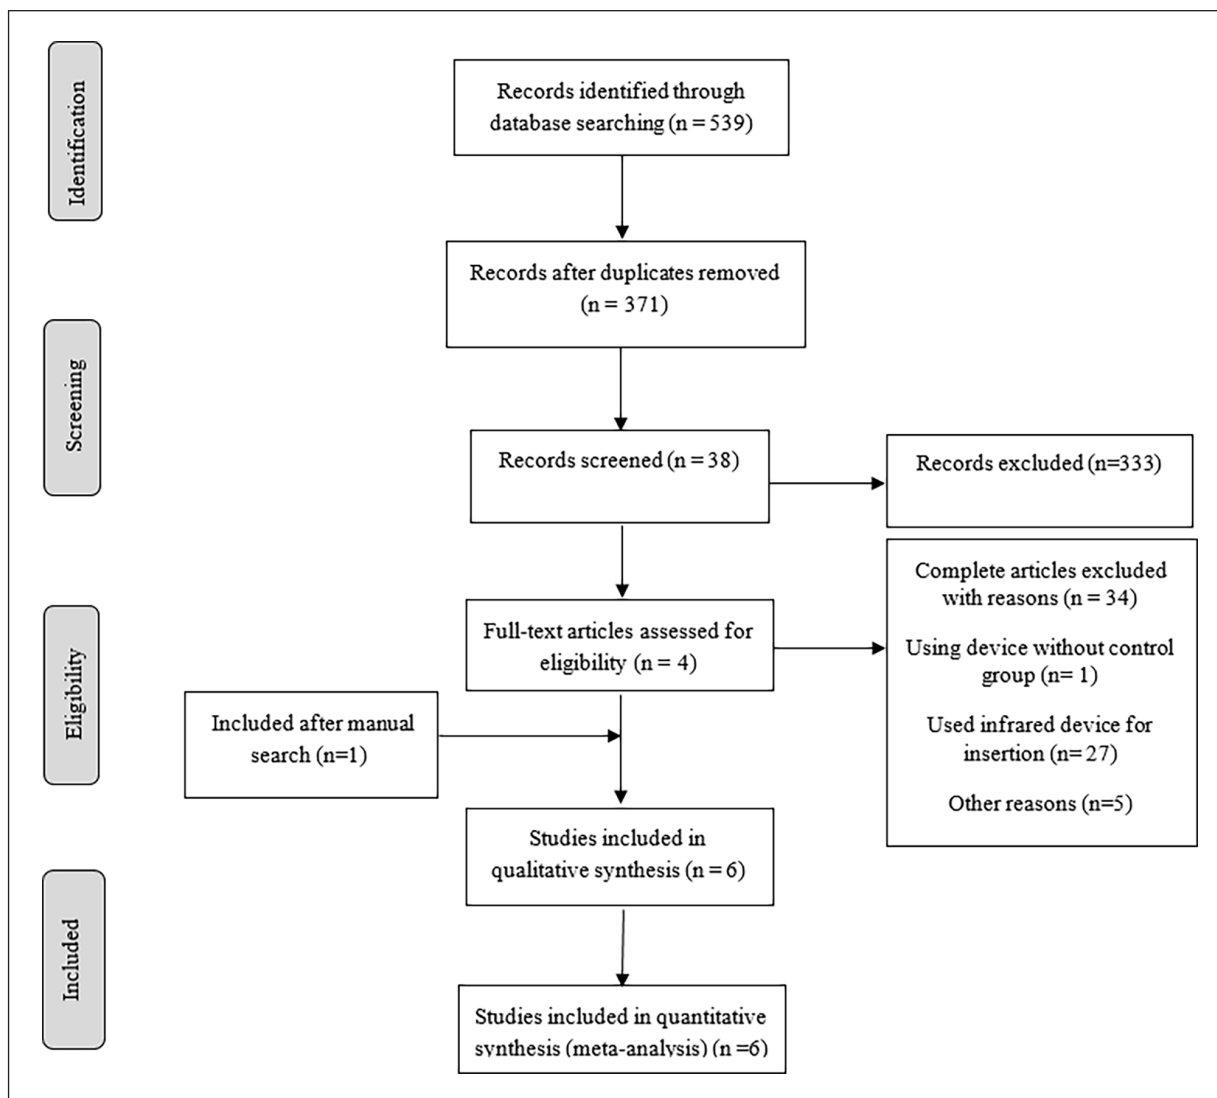 Identification
Records identified through
database searching (n = 539)
Records after duplicates removed
(n = 371)
Screening
Records screened (n = 38)
Records excluded (n=333)
Eligibility
Full-text articles assessed for
eligibility (n = 4)
Complete articles excluded
with reasons (n = 34)
Using device without control
group (n= 1)
Used infrared device for
insertion (n= 27)
Other reasons (n=5)
Included after manual
search (n=1)
Studies included in
qualitative synthesis (n = 6)
Included
Studies included in quantitative
synthesis (meta-analysis) (n =6)